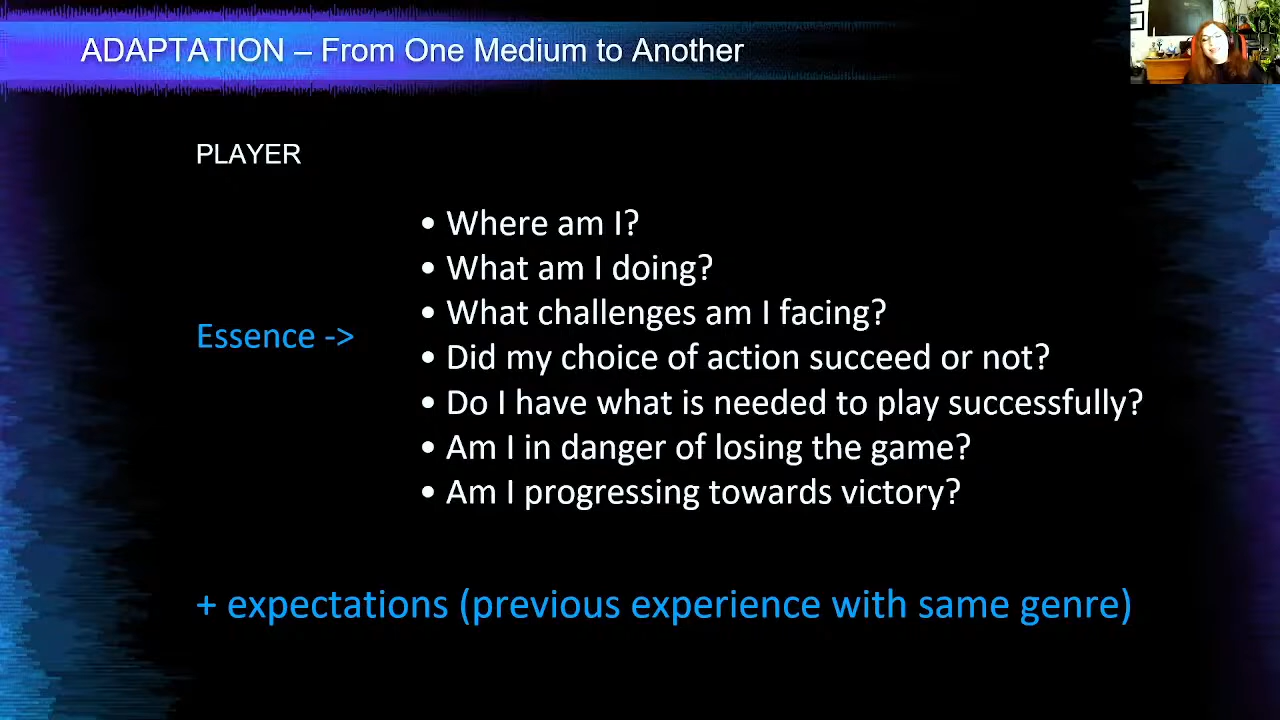 ADAPTATION – From One Medium to Another
PLAYER
• Where am I?
• What am I doing?
• What challenges am I facing?
Essence ->
• Did my choice of action succeed or not?
• Do I have what is needed to play successfully?
• Am I in danger of losing the game?
• Am I progressing towards victory?
+ expectations (previous experience with same genre)